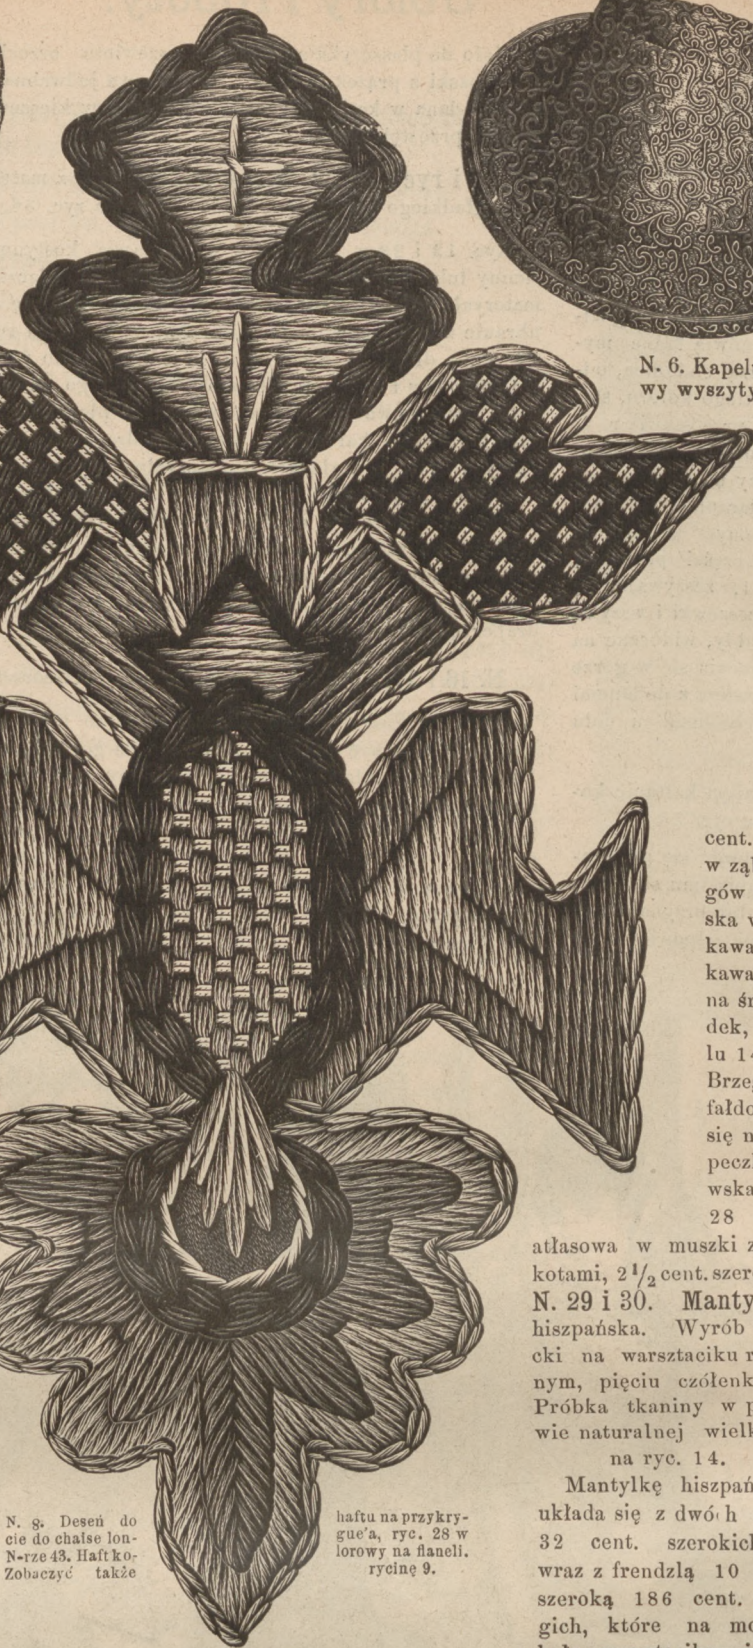 N. 6. Kapelu
wy wyszyty
cent.
w zą
gów
ska
kawa
kawa
na śr
dek,
lu 14
Brze
fałdo
się n
pecz
wska
28
atłasowa w muszki z
kotami, 2 1/2 cent. szer
N. 29 i 30. Manty
hiszpańska. Wyrób
cki na warsztaciku r
nym, pięciu czółenk
Próbka tkaniny w p
wie naturalnej wielk
na ryc. 14.
Mantylkę hiszpań
układa się z dwóch
32 cent. szerokich
wraz z frendzlą 10
szeroką 186 cent.
gich, które na mo
N. 8. Deseń do haftu na przykry-
cie do chaise lon-gue'a, ryc. 28 w
N-rze 43. Haft ko-lorowy na flaneli.
Zobaczyć także rycinę 9.